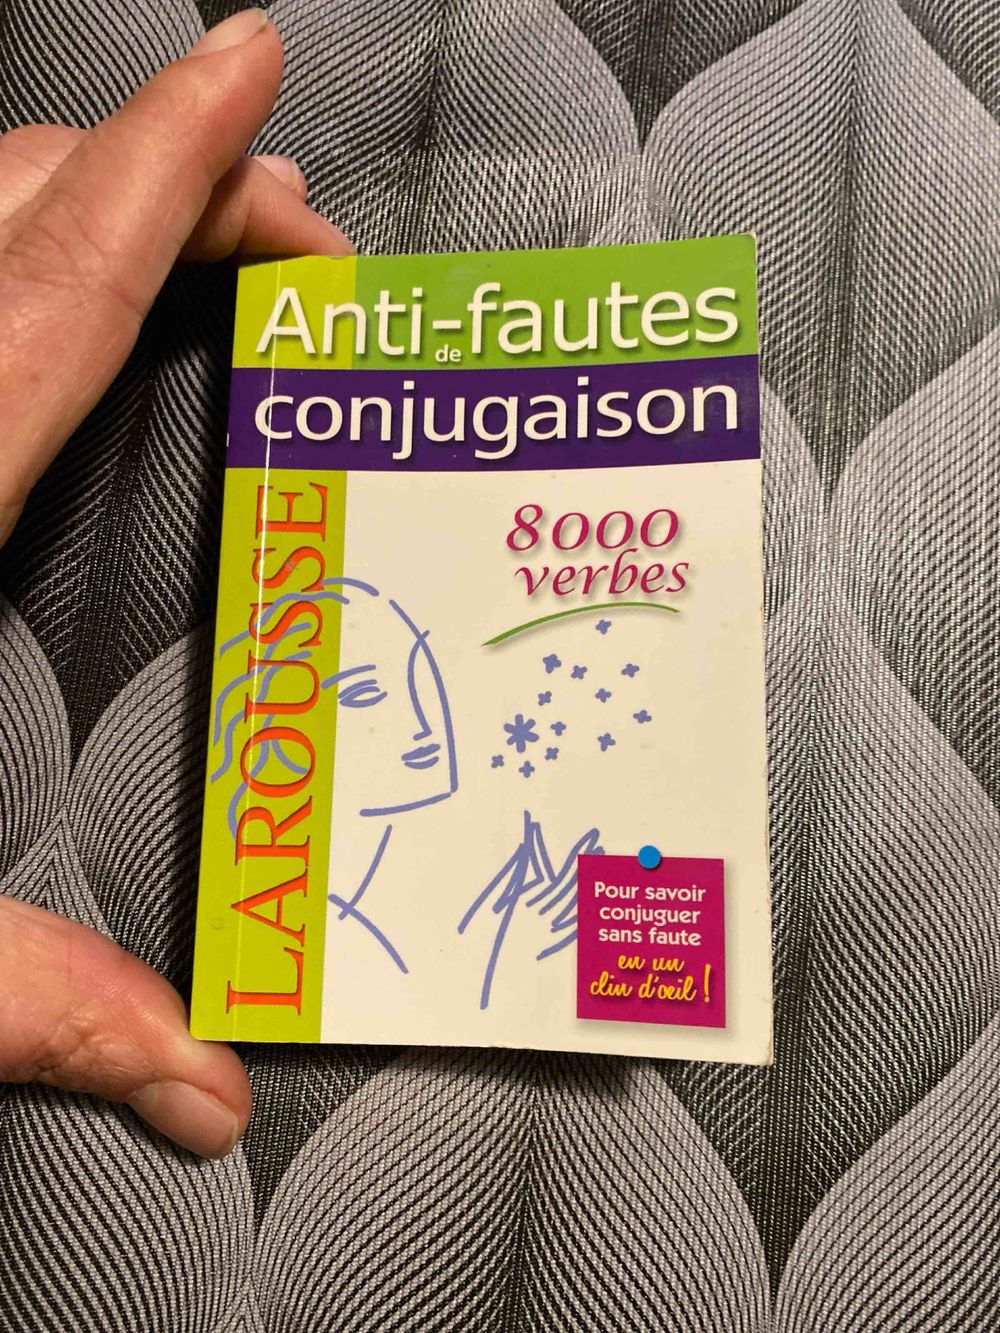 Anti-fautes
de
conjugaison
LAROUSSE
8000
verbes
Pour savoir
conjuguer
sans faute
en un
clin d'oeil !